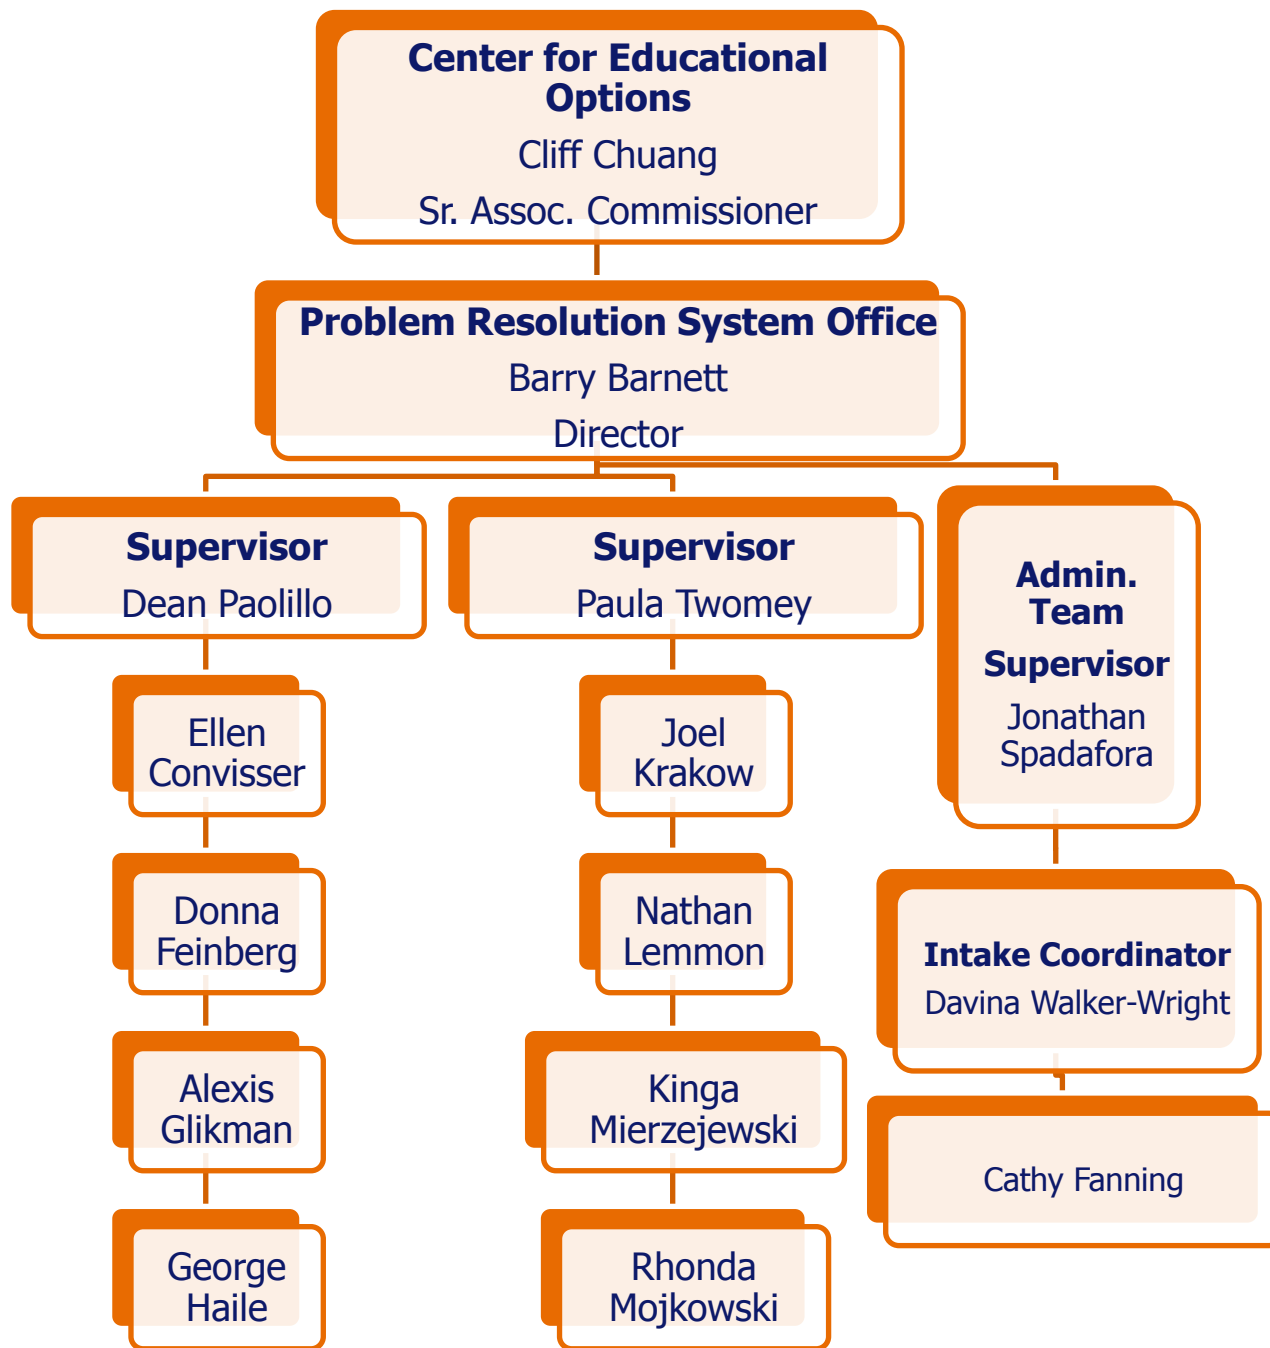 Center for Educational
Options
Cliff Chuang
Sr. Assoc. Commissioner
Problem Resolution System Office
Barry Barnett
Director
Supervisor
Dean Paolillo
Ellen
Convisser
Donna
Feinberg
Alexis
Glikman
George
Haile
Supervisor
Paula Twomey
Joel
Krakow
Nathan
Lemmon
Kinga
Mierzejewski
Rhonda
Mojkowski
Admin.
Team
Supervisor
Jonathan
Spadafora
Intake Coordinator
Davina Walker-Wright
Cathy Fanning